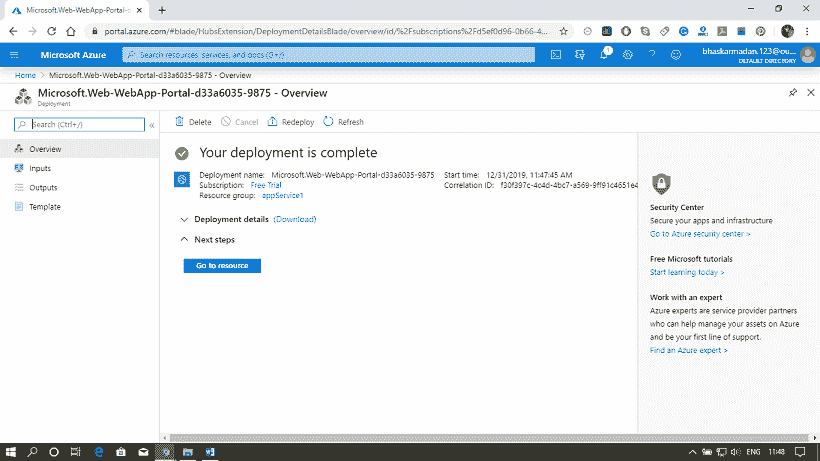 Microsoft.Web-WebApp-Portal-d
portal.azure.com/#blade/HubsExtension/DeploymentDetailsBlade/overview/id/%2Fsubscriptions%2Fd5ef0d96-0b66-4...
Microsoft Azure
Search resources, services, and docs (G+/)
1
bhaskarmadan.123@ou...
DEFAULT DIRECTORY
Home > Microsoft.Web-WebApp-Portal-d33a6035-9875 - Overview
Microsoft.Web-WebApp-Portal-d33a6035-9875 - Overview
Deployment
Search (Ctrl+/)
Delete Cancel Redeploy Refresh
Overview
Inputs
Outputs
Template
Your deployment is complete
Deployment name: Microsoft.Web-WebApp-Portal-d33a6035-9875
Subscription: Free Trial
Resource group: appService1
Start time: 12/31/2019, 11:47:45 AM
Correlation ID: f30f397c-4c4d-4bc7-a569-9ff91c4651e4
Deployment details (Download)
Next steps
Go to resource
Security Center
Secure your apps and infrastructure
Go to Azure security center >
Free Microsoft tutorials
Start learning today >
Work with an expert
Azure experts are service provider partners
who can help manage your assets on Azure
and be your first line of support.
Find an Azure expert >
ENG 11:48